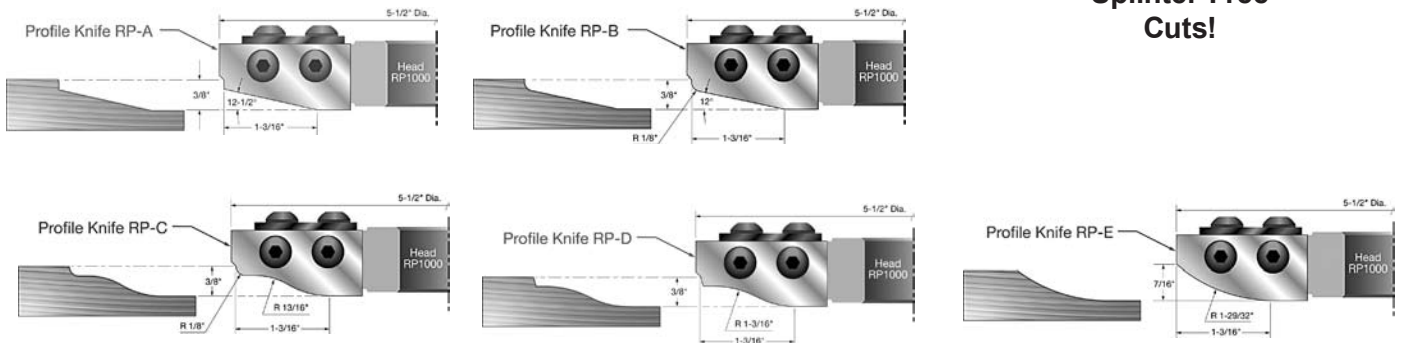 Cuts!
5-1/2" Dia.
Profile Knife RP-A
Head
RP1000
3/8"
12-1/2°
1-3/16"
5-1/2" Dia.
Profile Knife RP-B
Head
RP1000
3/8"
12°
R 1/8"
1-3/16"
5-1/2" Dia.
Profile Knife RP-C
Head
RP1000
3/8"
R 13/16"
R 1/8"
1-3/16"
5-1/2" Dia.
Profile Knife RP-D
Head
RP1000
3/8"
R 1-3/16"
1-3/16"
5-1/2" Dia.
Profile Knife RP-E
Head
RP1000
7/16"
R 1-29/32"
1-3/16"